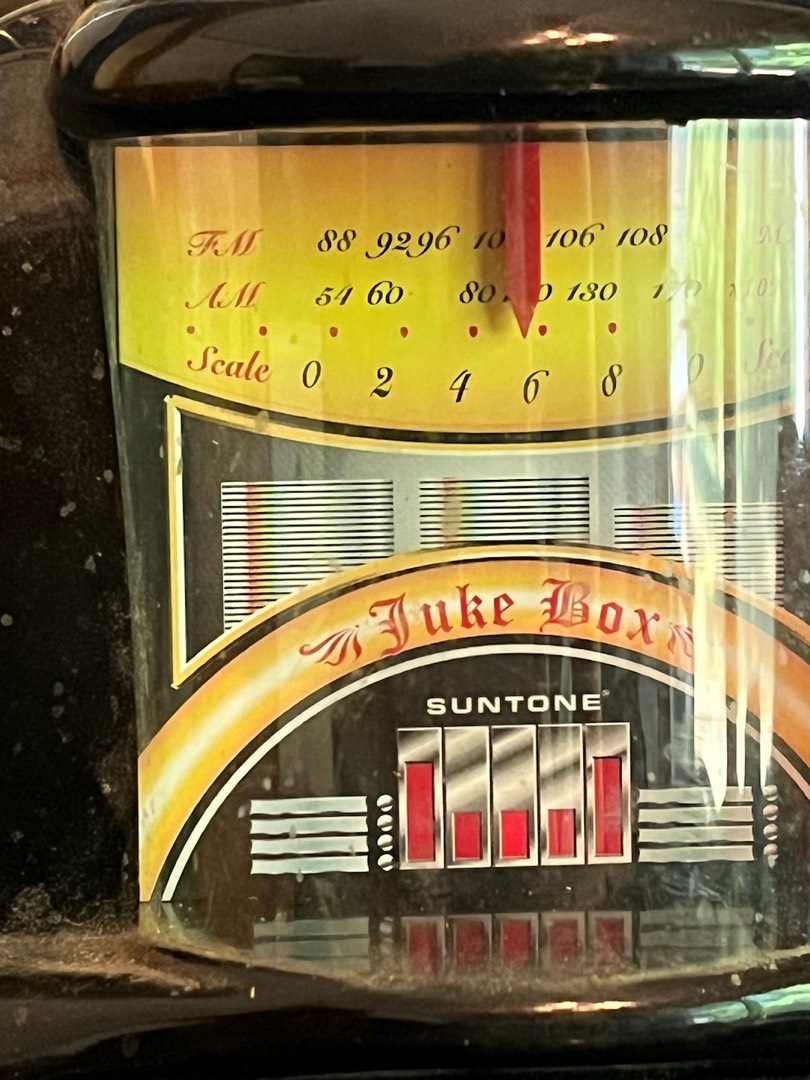 FM 88 92 96 106 108
AM 54 60 80 130
Scale 0 2 4 6 8
Juke Box
SUNTONE